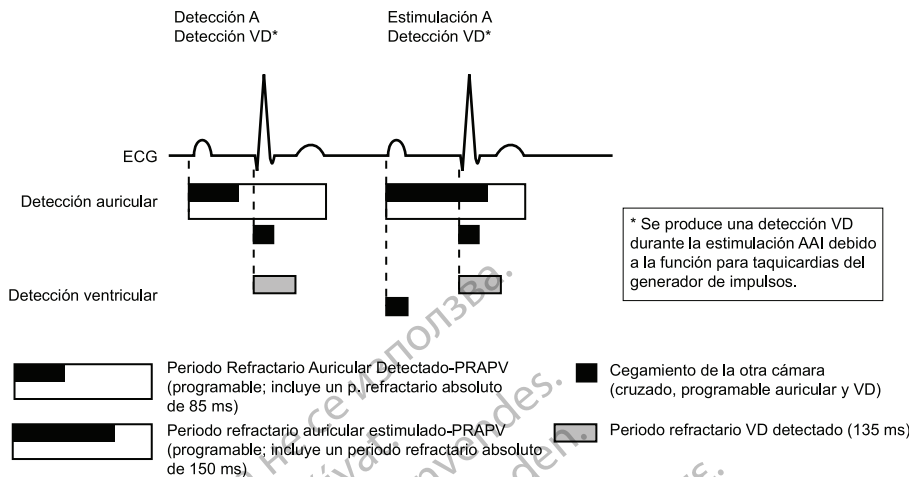 Detección A
Detección VD*
Estimulación A
Detección VD*
ECG
Detección auricular
Detección ventricular
* Se produce una detección VD
durante la estimulación AAI debido
a la función para taquicardias del
generador de impulsos.
Periodo Refractario Auricular Detectado-PRAPV
(programable; incluye un p. refractario absoluto
de 85 ms)
Periodo refractario auricular estimulado-PRAPV
(programable; incluye un periodo refractario absoluto
de 150 ms)
Cegamiento de la otra cámara
(cruzado, programable auricular y VD)
Periodo refractario VD detectado (135 ms)